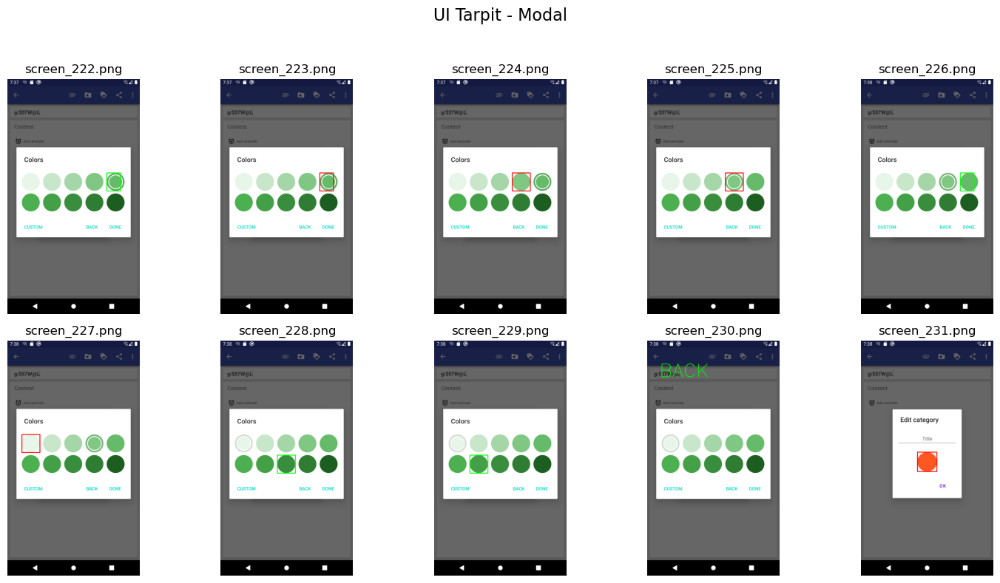 UI Tarpit - Modal
screen_222.png
screen_223.png
screen_224.png
screen_225.png
screen_226.png
7:37
7:37
7:37
7:37
7:38
g/$57W@L
g/$57W@L
g/$57W@L
g/$57W@L
g/$57W@L
Content
Content
Content
Content
Content
Add reminder
Add reminder
Add reminder
Add reminder
Add reminder
Colors
Colors
Colors
Colors
Colors
CUSTOM BACK DONE
CUSTOM BACK DONE
CUSTOM BACK DONE
CUSTOM BACK DONE
CUSTOM BACK DONE
screen_227.png
screen_228.png
screen_229.png
screen_230.png
screen_231.png
7:38
7:38
7:38
7:38
7:38
BACK
g/$57W@L
g/$57W@L
g/$57W@L
g/$57W@L
Content
Content
Content
Content
Content
Add reminder
Add reminder
Add reminder
Add reminder
Add reminder
Colors
Colors
Colors
Colors
Edit category
Title
CUSTOM BACK DONE
CUSTOM BACK DONE
CUSTOM BACK DONE
CUSTOM BACK DONE
OK